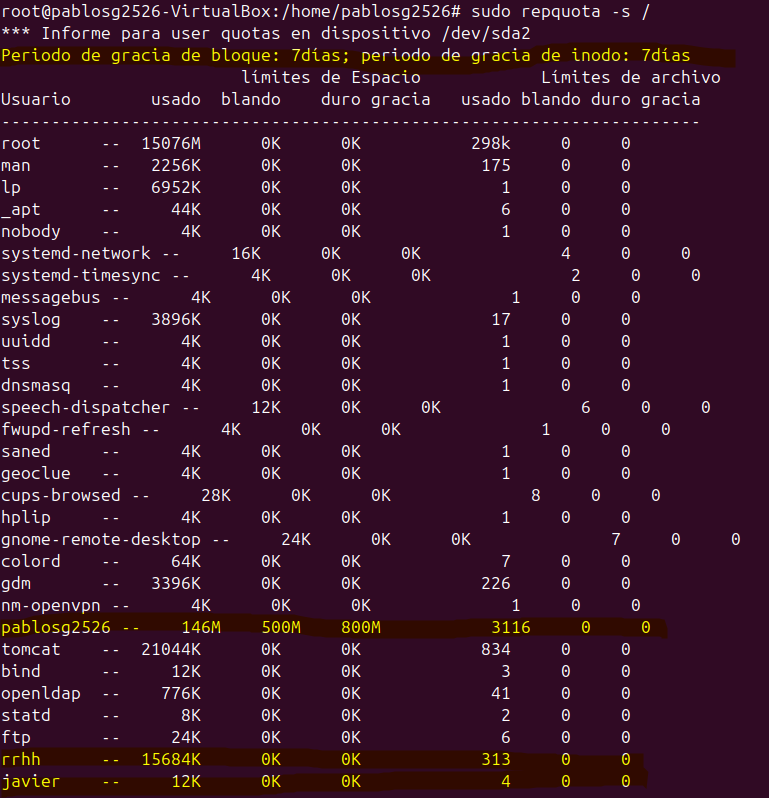 root@pablosg2526-VirtualBox:/home/pablosg2526# sudo repquota -s /
*** Informe para user quotas en dispositivo /dev/sda2
Periodo de gracia de bloque: 7días; periodo de gracia de inodo: 7días
                        límites de Espacio            Límites de archivo
Usuario        usado  blando    duro gracia   usado blando duro gracia
----------------------------------------------------------------------
root      --  15076M      0K      0K           298k     0     0
man       --   2256K      0K      0K            175     0     0
lp        --   6952K      0K      0K              1     0     0
_apt      --     44K      0K      0K              6     0     0
nobody    --      4K      0K      0K              1     0     0
systemd-network --     16K      0K      0K              4     0     0
systemd-timesync --      4K      0K      0K              2     0     0
messagebus --      4K      0K      0K              1     0     0
syslog    --   3896K      0K      0K             17     0     0
uuidd     --      4K      0K      0K              1     0     0
tss       --      4K      0K      0K              1     0     0
dnsmasq   --      4K      0K      0K              1     0     0
speech-dispatcher --     12K      0K      0K              6     0     0
fwupd-refresh --      4K      0K      0K              1     0     0
saned     --      4K      0K      0K              1     0     0
geoclue   --      4K      0K      0K              1     0     0
cups-browsed --     28K      0K      0K              8     0     0
hplip     --      4K      0K      0K              1     0     0
gnome-remote-desktop --     24K      0K      0K              7     0     0
colord    --     64K      0K      0K              7     0     0
gdm       --   3396K      0K      0K            226     0     0
nm-openvpn --      4K      0K      0K              1     0     0
pablosg2526 --    146M    500M    800M           3116     0     0
tomcat    --  21044K      0K      0K            834     0     0
bind      --     12K      0K      0K              3     0     0
openldap  --    776K      0K      0K             41     0     0
statd     --      8K      0K      0K              2     0     0
ftp       --     24K      0K      0K              6     0     0
rrhh      --  15684K      0K      0K            313     0     0
javier    --     12K      0K      0K              4     0     0